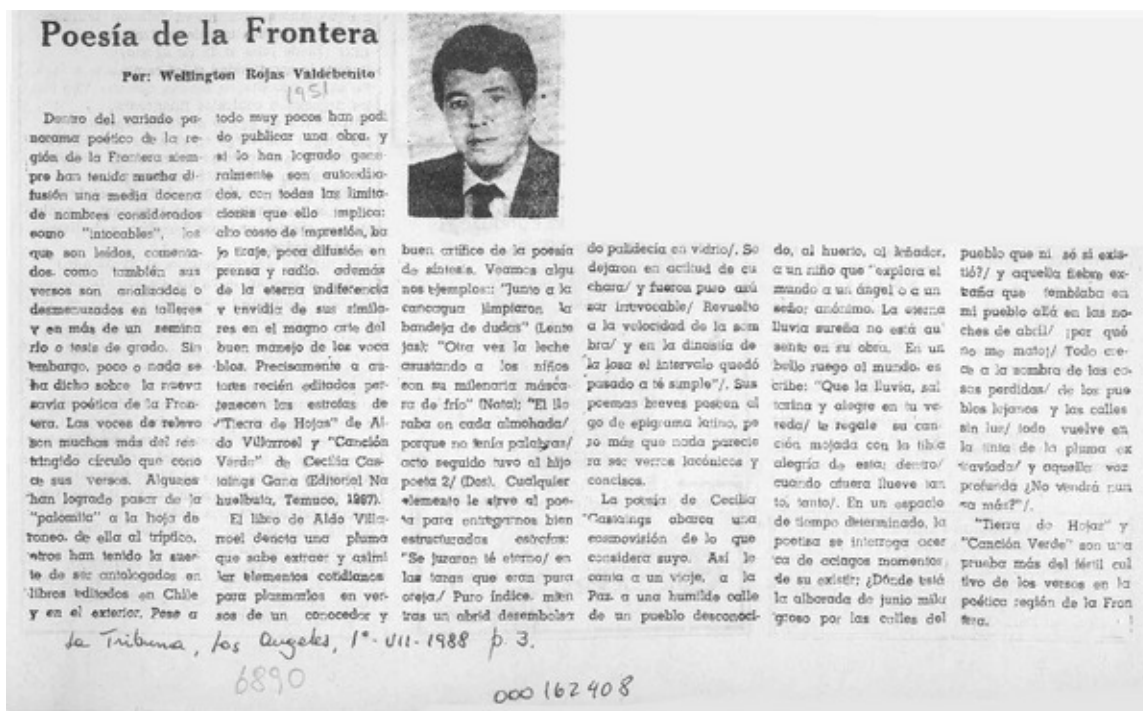 Poesía de la Frontera
Por: Wellington Rojas Valdebenito
1951
Dentro del variado pa-
norama poético de la re-
gión de la Frontera siem-
pre han tenido mucha di-
fusión una media docena
de nombres considerados
como "intocables", los
que son leídos, comenta-
dos, como también sus
versos son analizados o
desmenuzados en talleres
y en más de un semina
rio o tesis de grado. Sin
embargo, poco o nada se
ha dicho sobre la nueva
savia poética de la Fron-
tera. Las voces de relevo
son muchas más del res-
tringido círculo que cono
ce sus versos. Algunos
han logrado pasar de la
"palomita" a la hoja de
roneo, de ella al tríptico,
otros han tenido la suer-
te de ser antologados en
libros editados en Chile
y en el exterior. Pese a
todo muy pocos han podi
do publicar una obra, y
si lo han logrado gene-
ralmente son autoedita-
dos, con todas las limita-
ciones que ello implica:
alto costo de impresión, ba
jo tiraje, poca difusión en
prensa y radio, además
de la eterna indiferencia
y envidia de sus simila-
res en el magno arte del
buen manejo de los voca
blos. Precisamente a au-
tores recién editados per-
tenecen las estrofas de
"Tierra de Hojas" de Al-
do Villarroel y "Canción
Verde" de Cecilia Cas-
taings Gana (Editorial Na
huelbuta, Temuco, 1987).
El libro de Aldo Villa-
rroel denota una pluma
que sabe extraer y asimi
lar elementos cotidianos
para plasmarlos en ver-
sos de un conocedor y
buen artífice de la poesía
de síntesis. Veamos algu
nos ejemplos: "Junto a la
cancagua limpiaron la
bandeja de dudas" (Lente
jas); "Otra vez la leche
asustando a los niños
con su milenaria másca-
ra de frío" (Nata); "El llo
raba en cada almohada/
porque no tenía palabras/
acto seguido tuvo al hijo
poeta 2/ (Dos). Cualquier
elemento le sirve al poe-
ta para entregarnos bien
estructuradas estrofas:
"Se juraron té eterno/ en
las tazas que eran pura
oreja/ Puro índice, mien
tras un abril desembolsa
do palidecía en vidrio/. Se
dejaron en actitud de cu
chara/ y fueron puro azú
car intrevocable/ Revuelto
a la velocidad de la som
bra/ y en la dinastía de
la losa el intervalo quedó
pasado a té simple"/. Sus
poemas breves poseen al
go de epigrama latino, pe
ro más que nada parecie
ra ser versos lacónicos y
concisos.
La poesía de Cecilia
Castaings abarca una
cosmovisión de lo que
considera suyo. Así le
canta a un viaje, a la
Paz, a una humilde calle
de un pueblo desconoci-
do, al huerto, al leñador,
a un niño que "explora el
mundo a un ángel o a un
señor anónimo. La eterna
lluvia sureña no está au
sente en su obra. En un
bello ruego al mundo, es
cribe: "Que la lluvia, sal
tarina y alegre en tu ve-
reda/ te regale su can-
ción mojada con la tibia
alegría de estar dentro/
cuando afuera llueve tan
to, tanto/. En un espacio
de tiempo determinado, la
poetisa se interroga acer
ca de aciagos momentos
de su existir: ¿Dónde está
la alborada de junio mila
groso por las calles del
pueblo que ni sé si exis-
tió?/ y aquella fiebre ex-
traña que temblaba en
mi pueblo allá en las no-
ches de abril/ ¡por qué
no me mató¡/ Todo cre-
ce a la sombra de las co-
sas perdidas/ de los pue
blos lejanos y las calles
sin luz/ todo vuelve en
la tinta de la pluma ex
traviada/ y aquella voz
profunda ¿No vendrá nun
ca más?"/.
"Tierra de Hojas" y
"Canción Verde" son una
prueba más del fértil cul
tivo de los versos en la
poética región de la Fron
tera.
La Tribuna, Los Angeles, 1°-VII-1988 p. 3.
6890
000162408